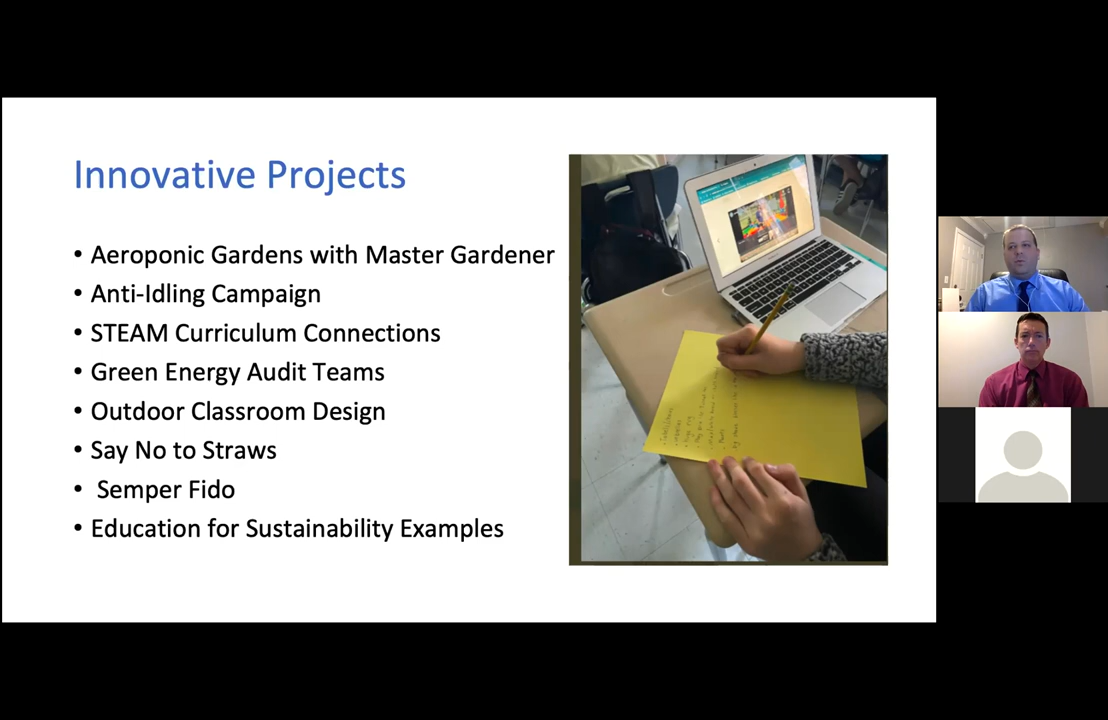 Innovative Projects
• Aeroponic Gardens with Master Gardener
• Anti-Idling Campaign
• STEAM Curriculum Connections
• Green Energy Audit Teams
• Outdoor Classroom Design
• Say No to Straws
• Semper Fido
• Education for Sustainability Examples